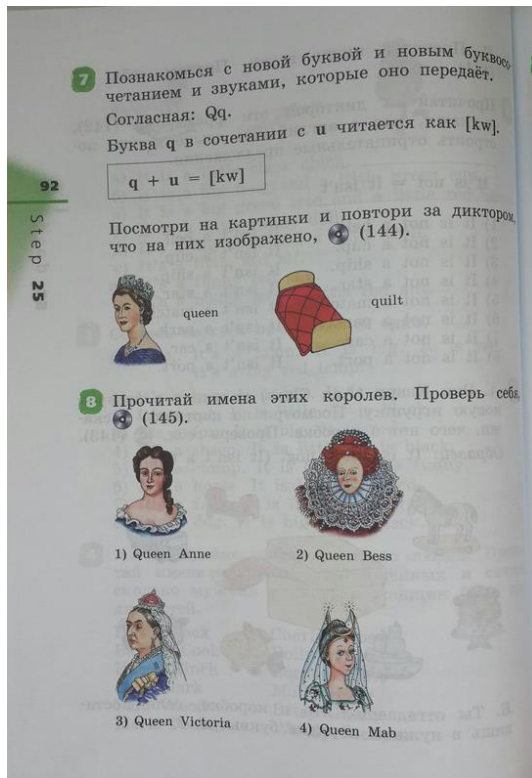 7 Познакомься с новой буквой и новым буквосо-
четанием и звуками, которые оно передаёт.
Согласная: Qq.
Буква q в сочетании с u читается как [kw].
q + u = [kw]
92
Step 25
Посмотри на картинки и повтори за диктором,
что на них изображено, (144).
queen
quilt
8 Прочитай имена этих королев. Проверь себя,
(145).
1) Queen Anne
2) Queen Bess
3) Queen Victoria
4) Queen Mab